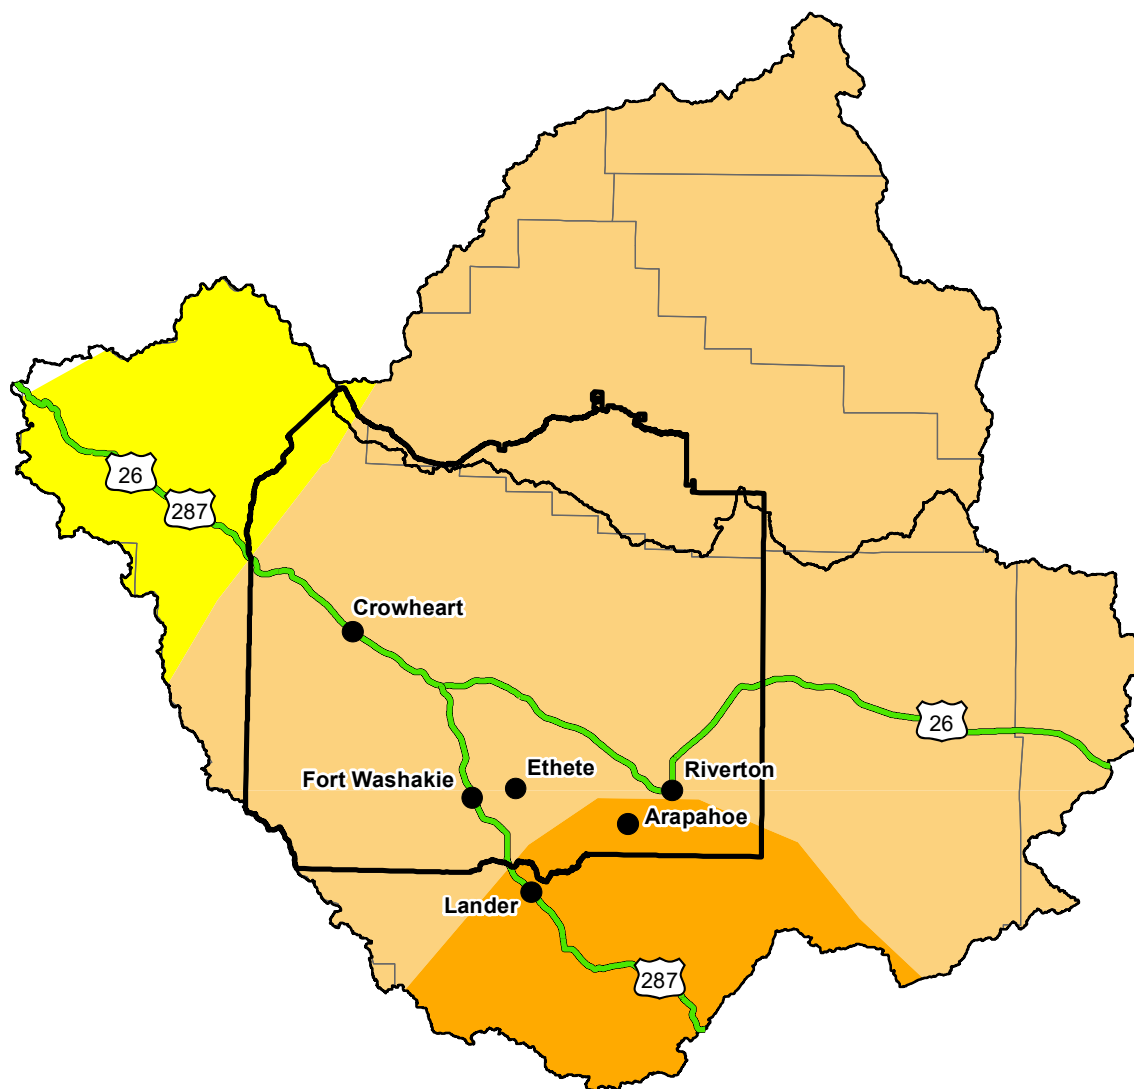 26
287
Crowheart
26
Ethete
Riverton
Fort Washakie
Arapahoe
Lander
287